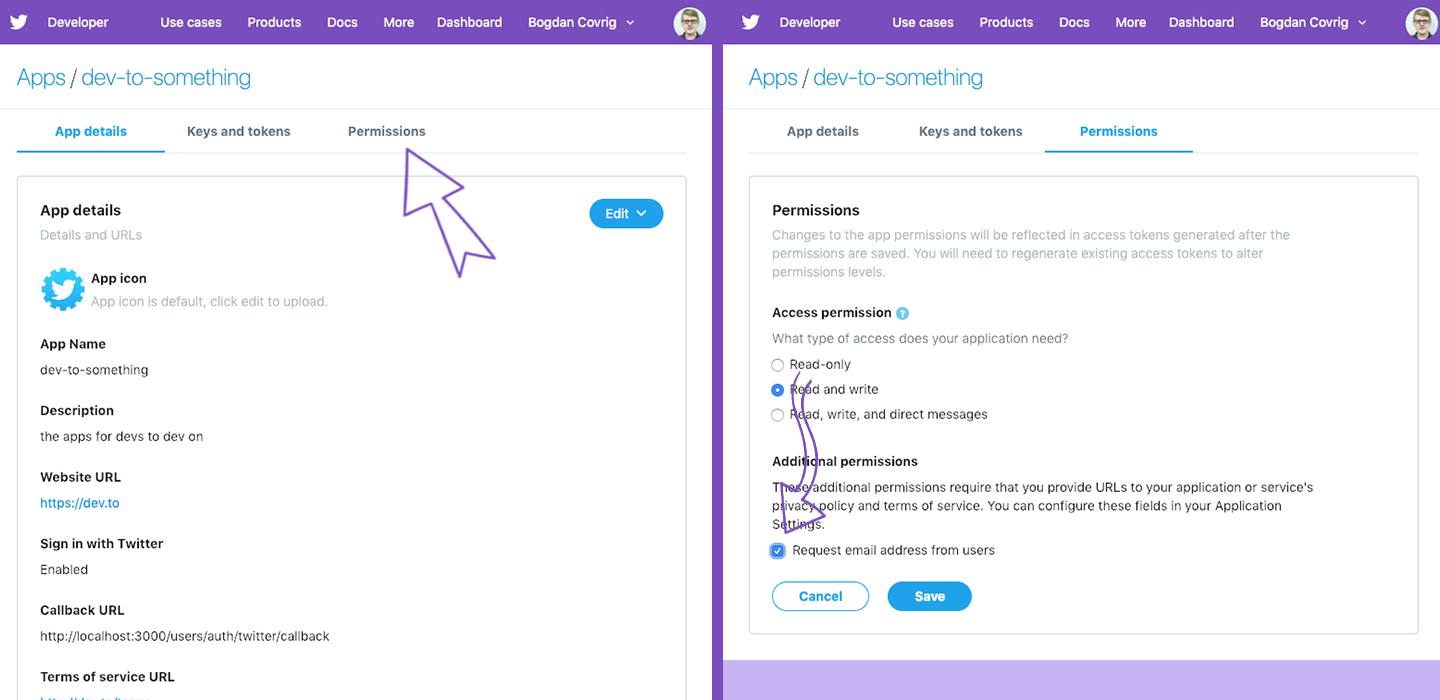 Developer Use cases Products Docs More Dashboard Bogdan Covrig
Apps / dev-to-something
App details Keys and tokens Permissions
App details
Edit
Details and URLs
App icon
App icon is default, click edit to upload.
App Name
dev-to-something
Description
the apps for devs to dev on
Website URL
https://dev.to
Sign in with Twitter
Enabled
Callback URL
http://localhost:3000/users/auth/twitter/callback
Terms of service URL
Developer Use cases Products Docs More Dashboard Bogdan Covrig
Apps / dev-to-something
App details Keys and tokens Permissions
Permissions
Changes to the app permissions will be reflected in access tokens generated after the
permissions are saved. You will need to regenerate existing access tokens to alter
permissions levels.
Access permission ?
What type of access does your application need?
Read-only
Read and write
Read, write, and direct messages
Additional permissions
These additional permissions require that you provide URLs to your application or service's
privacy policy and terms of service. You can configure these fields in your Application
Settings.
Request email address from users
Cancel Save